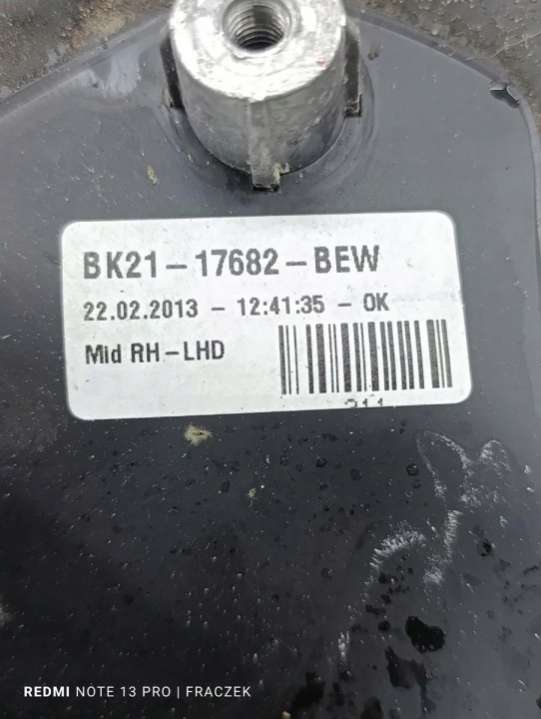 BK21-17682-BEW
22.02.2013 - 12:41:35 - OK
Mid RH-LHD
REDMI NOTE 13 PRO | FRACZEK